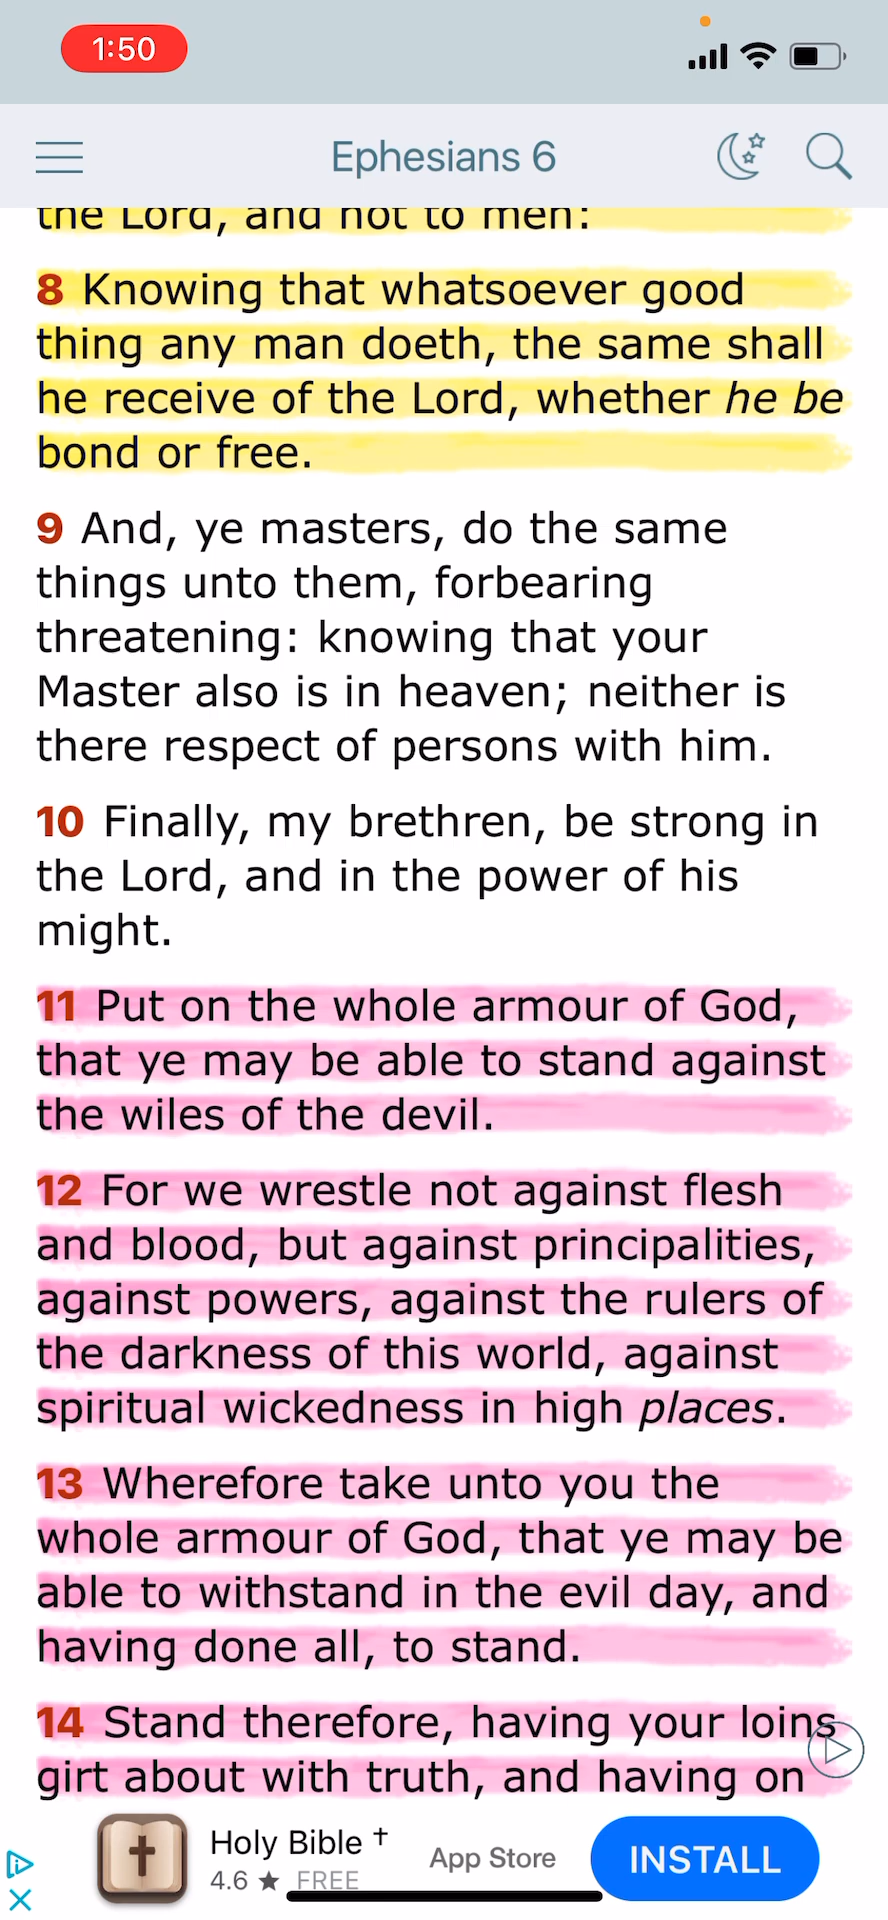 1:50
Ephesians 6
the Lord, and not to men:
8 Knowing that whatsoever good
thing any man doeth, the same shall
he receive of the Lord, whether he be
bond or free.
9 And, ye masters, do the same
things unto them, forbearing
threatening: knowing that your
Master also is in heaven; neither is
there respect of persons with him.
10 Finally, my brethren, be strong in
the Lord, and in the power of his
might.
11 Put on the whole armour of God,
that ye may be able to stand against
the wiles of the devil.
12 For we wrestle not against flesh
and blood, but against principalities,
against powers, against the rulers of
the darkness of this world, against
spiritual wickedness in high places.
13 Wherefore take unto you the
whole armour of God, that ye may be
able to withstand in the evil day, and
having done all, to stand.
14 Stand therefore, having your loins
girt about with truth, and having on
Holy Bible †
4.6 ★ FREE
App Store
INSTALL